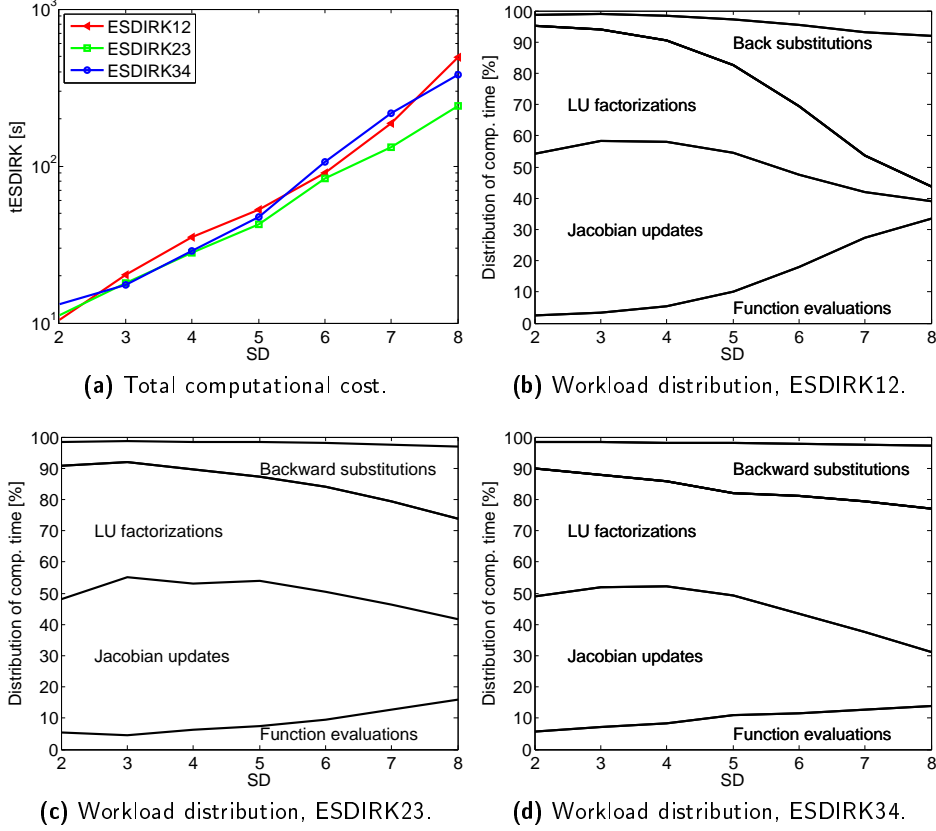 ESDIRK12
ESDIRK23
ESDIRK34
10³
10²
10¹
tESDIRK [s]
2 3 4 5 6 7 8
SD
(a) Total computational cost.
100
90
80
70
60
50
40
30
20
10
0
Distribution of comp. time [%]
Back substitutions
LU factorizations
Jacobian updates
Function evaluations
2 3 4 5 6 7 8
SD
(b) Workload distribution, ESDIRK12.
100
90
80
70
60
50
40
30
20
10
0
Distribution of comp. time [%]
Backward substitutions
LU factorizations
Jacobian updates
Function evaluations
2 3 4 5 6 7 8
SD
(c) Workload distribution, ESDIRK23.
100
90
80
70
60
50
40
30
20
10
0
Distribution of comp. time [%]
Backward substitutions
LU factorizations
Jacobian updates
Function evaluations
2 3 4 5 6 7 8
SD
(d) Workload distribution, ESDIRK34.